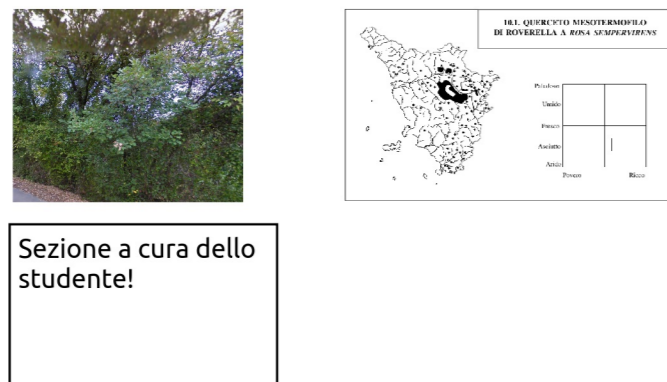 10.1. QUERCETO MESOTERMOFILO
DI ROVERELLA A ROSA SEMPERVIRENS
Paludoso
Umido
Fresco
Asciutto
Arido
Povero
Ricco
Sezione a cura dello
studente!